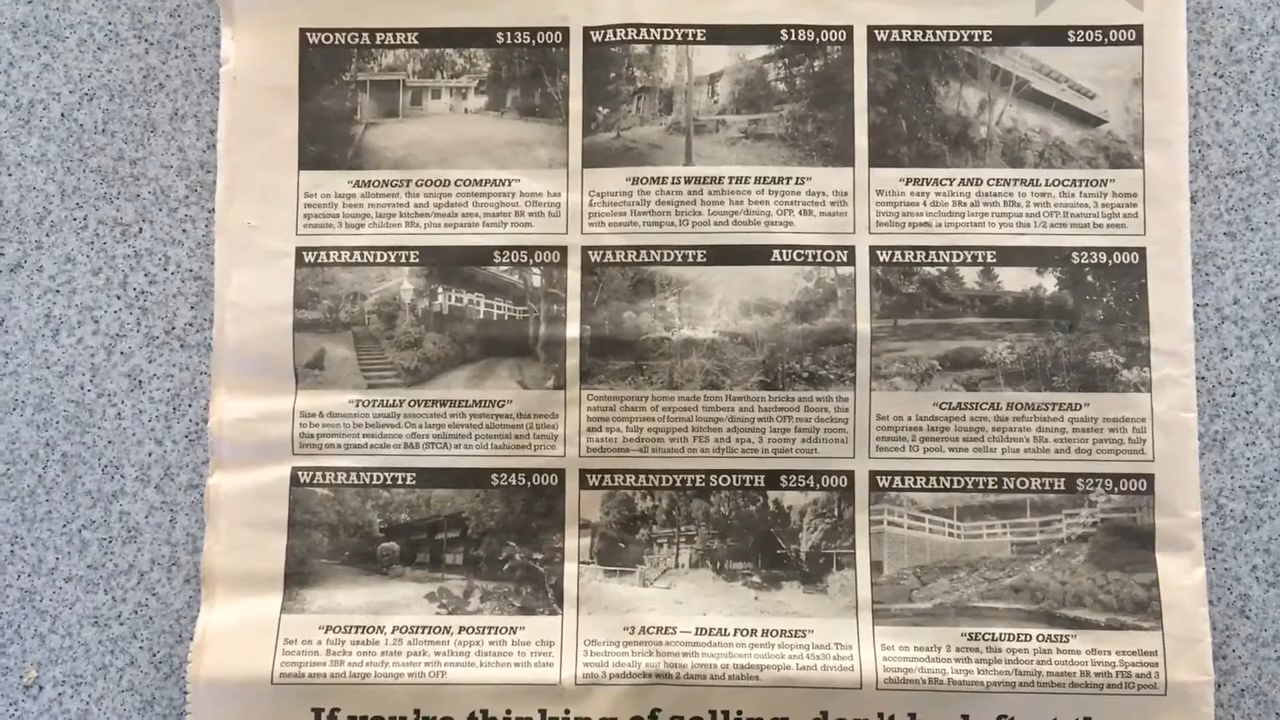 WONGA PARK $135,000
"AMONGST GOOD COMPANY"
Set on large allotment, this unique contemporary home has
recently been renovated and updated throughout. Offering
spacious lounge, large kitchen/meals area, master BR with full
ensuite, 3 huge children BRs, plus separate family room.
WARRANDYTE $189,000
"HOME IS WHERE THE HEART IS"
Capturing the charm and ambience of bygone days, this
architecturally designed home has been constructed with
priceless Hawthorn bricks. Lounge/dining, OFP, 4BR, master
with ensuite, rumpus, IG pool and double garage.
WARRANDYTE $205,000
"PRIVACY AND CENTRAL LOCATION"
Within easy walking distance to town, this family home
comprises 4 dble BRs all with BIRs, 2 with ensuites, 3 separate
living areas including large rumpus and OFP. If natural light and
feeling space is important to you this 1/2 acre must be seen.
WARRANDYTE $205,000
"TOTALLY OVERWHELMING"
Size & dimension usually associated with yesteryear, this needs
to be seen to be believed. On a large elevated allotment (2 titles)
this prominent residence offers unlimited potential and family
living on a grand scale or B&B (STCA) at an old fashioned price.
WARRANDYTE AUCTION
Contemporary home made from Hawthorn bricks and with the
natural charm of exposed timbers and hardwood floors, this
home comprises of formal lounge/dining with OFP, rear decking
and spa, fully equipped kitchen adjoining large family room,
master bedroom with FES and spa, 3 roomy additional
bedrooms—all situated on an idyllic acre in quiet court.
WARRANDYTE $239,000
"CLASSICAL HOMESTEAD"
Set on a landscaped acre, this refurbished quality residence
comprises large lounge, separate dining, master with full
ensuite, 2 generous sized children's BRs. exterior paving, fully
fenced IG pool, wine cellar plus stable and dog compound.
WARRANDYTE $245,000
"POSITION, POSITION, POSITION"
Set on a fully usable 1.25 allotment (appx) with blue chip
location. Backs onto state park, walking distance to river,
comprises 3BR and study, master with ensuite, kitchen with slate
meals area and large lounge with OFP.
WARRANDYTE SOUTH $254,000
"3 ACRES — IDEAL FOR HORSES"
Offering generous accommodation on gently sloping land. This
3 bedroom brick home with magnificent outlook and 45x30 shed
would ideally suit horse lovers or tradespeople. Land divided
into 3 paddocks with 2 dams and stables.
WARRANDYTE NORTH $279,000
"SECLUDED OASIS"
Set on nearly 2 acres, this open plan home offers excellent
accommodation with ample indoor and outdoor living. Spacious
lounge/dining, large kitchen/family, master BR with FES and 3
children's BRs. Features paving and timber decking and IG pool.
If you're thinking of selling, don't be left at the